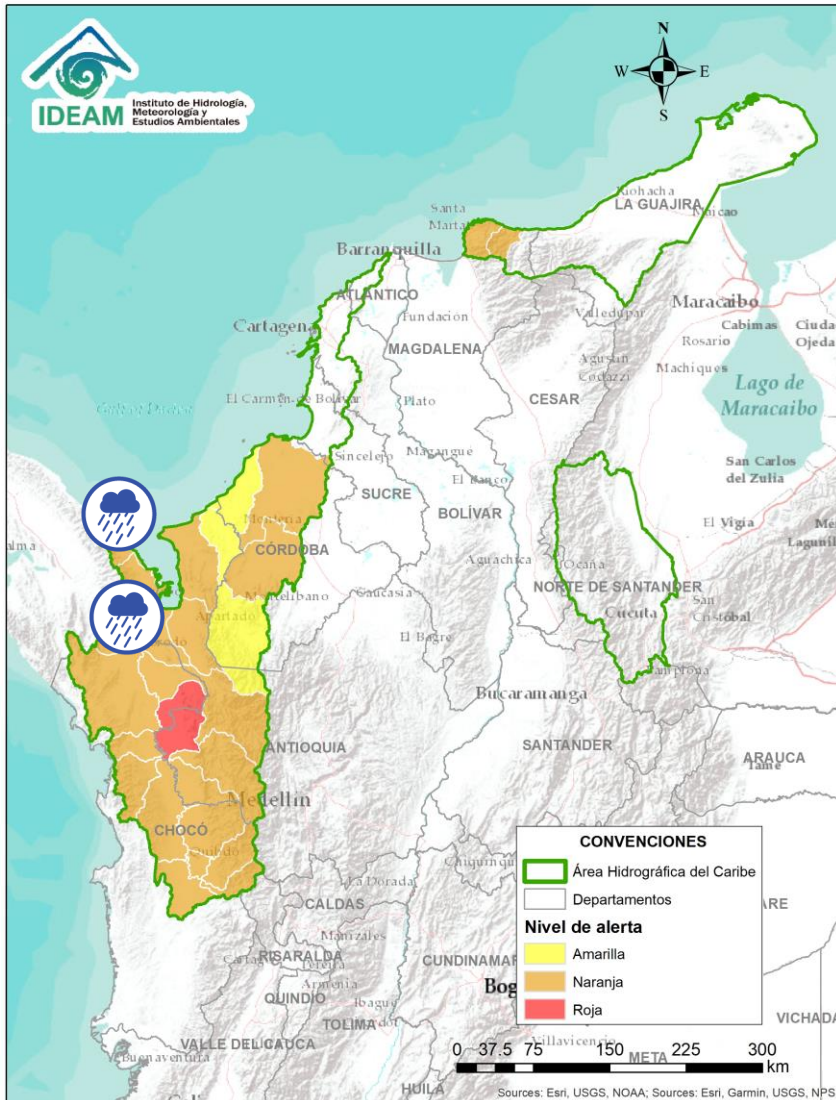 IDEAM
Instituto de Hidrología,
Meteorología y
Estudios Ambientales
N
W
E
S
Riohacha
LA GUAJIRA
Maicao
Santa
Marta
Barranquilla
ATLÁNTICO
Maracaibo
Cabimas
Ciudad
Ojeda
Rosario
Machiques
Fundación
Valledupar
Cartagena
MAGDALENA
Agustín
Codazzi
CESAR
Lago de
Maracaibo
El Carmen de Bolívar
Plato
Magangué
Sincelejo
El Banco
SUCRE
BOLÍVAR
San Carlos
del Zulia
Montería
El Vigía
CÓRDOBA
Aguachica
Ocaña
NORTE DE SANTANDER
Montelíbano
Caucasia
Apartadó
Cúcuta
San
Cristóbal
El Bagre
Pamplona
Bucaramanga
ANTIOQUIA
SANTANDER
ARAUCA
Tame
Medellín
CHOCÓ
Quibdó
La Dorada
CALDAS
Manizales
RISARALDA
Pereira
CUNDINAMAR
Armenia
QUINDÍO
Ibagué
TOLIMA
Bog
VICHADA
VALLE DEL CAUCA
Buenaventura
Villavicencio
META
HUILA
CONVENCIONES
Área Hidrográfica del Caribe
Departamentos
Nivel de alerta
Amarilla
Naranja
Roja
0 37.5 75 150 225 300
km
Sources: Esri, USGS, NOAA; Sources: Esri, Garmin, USGS, NPS